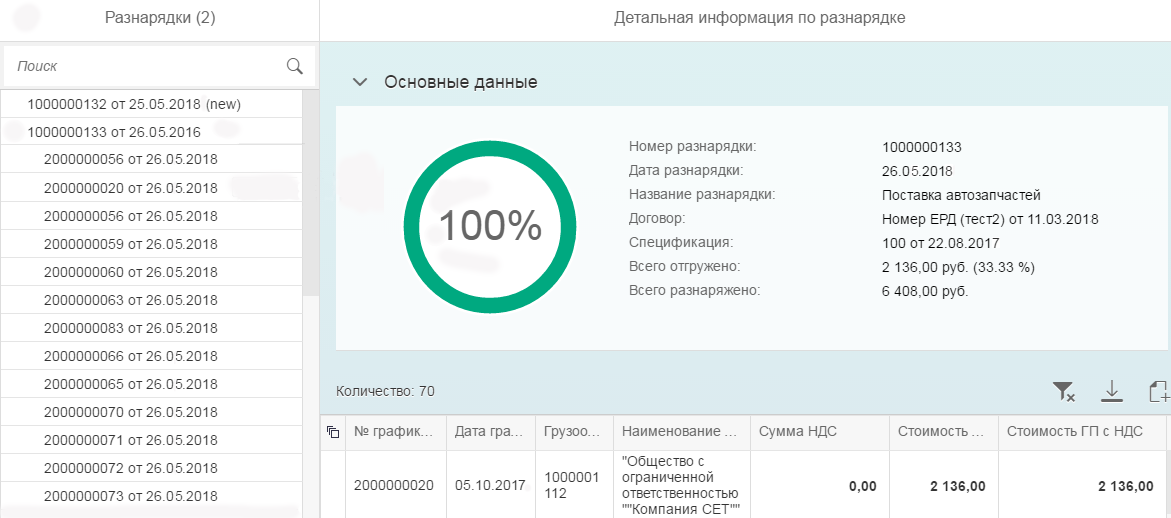 Разнарядки (2)
Поиск
1000000132 от 25.05.2018 (new)
1000000133 от 26.05.2016
2000000056 от 26.05.2018
2000000020 от 26.05.2018
2000000056 от 26.05.2018
2000000059 от 26.05.2018
2000000060 от 26.05.2018
2000000063 от 26.05.2018
2000000083 от 26.05.2018
2000000066 от 26.05.2018
2000000065 от 26.05.2018
2000000070 от 26.05.2018
2000000071 от 26.05.2018
2000000072 от 26.05.2018
2000000073 от 26.05.2018
Детальная информация по разнарядке
Основные данные
100%
Номер разнарядки: 1000000133
Дата разнарядки: 26.05.2018
Название разнарядки: Поставка автозапчастей
Договор: Номер ЕРД (тест2) от 11.03.2018
Спецификация: 100 от 22.08.2017
Всего отгружено: 2 136,00 руб. (33.33 %)
Всего разнаряжено: 6 408,00 руб.
Количество: 70
№ график... Дата гра... Грузоо... Наименование ... Сумма НДС Стоимость ... Стоимость ГП с НДС
2000000020 05.10.2017 1000001
112
"Общество с
ограниченной
ответственностью
""Компания СЕТ""
0,00 2 136,00 2 136,00